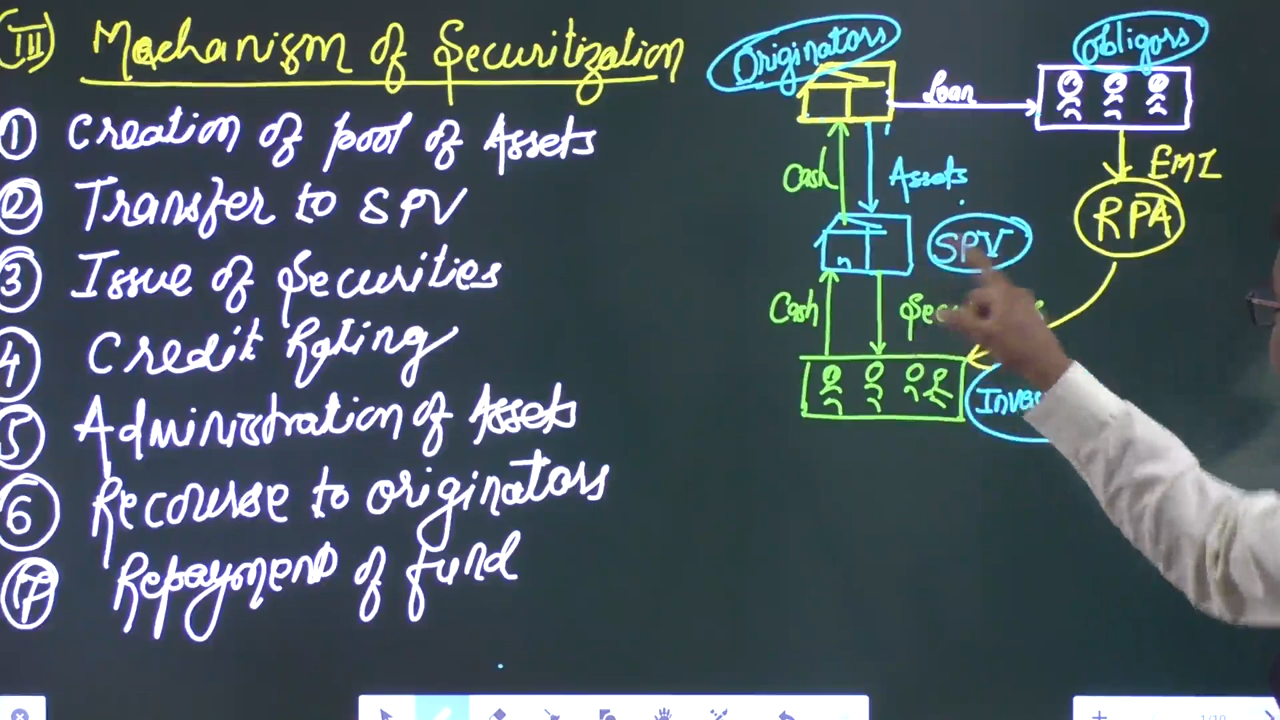 (III) Mechanism of Securitization
1 Creation of pool of Assets
2 Transfer to SPV
3 Issue of Securities
4 Credit Rating
5 Administration of Assets
6 Recourse to originators
7 Repayment of fund
Originators
Obligors
Loan
EMI
Cash
Assets
RPA
SPV
Cash
1/10